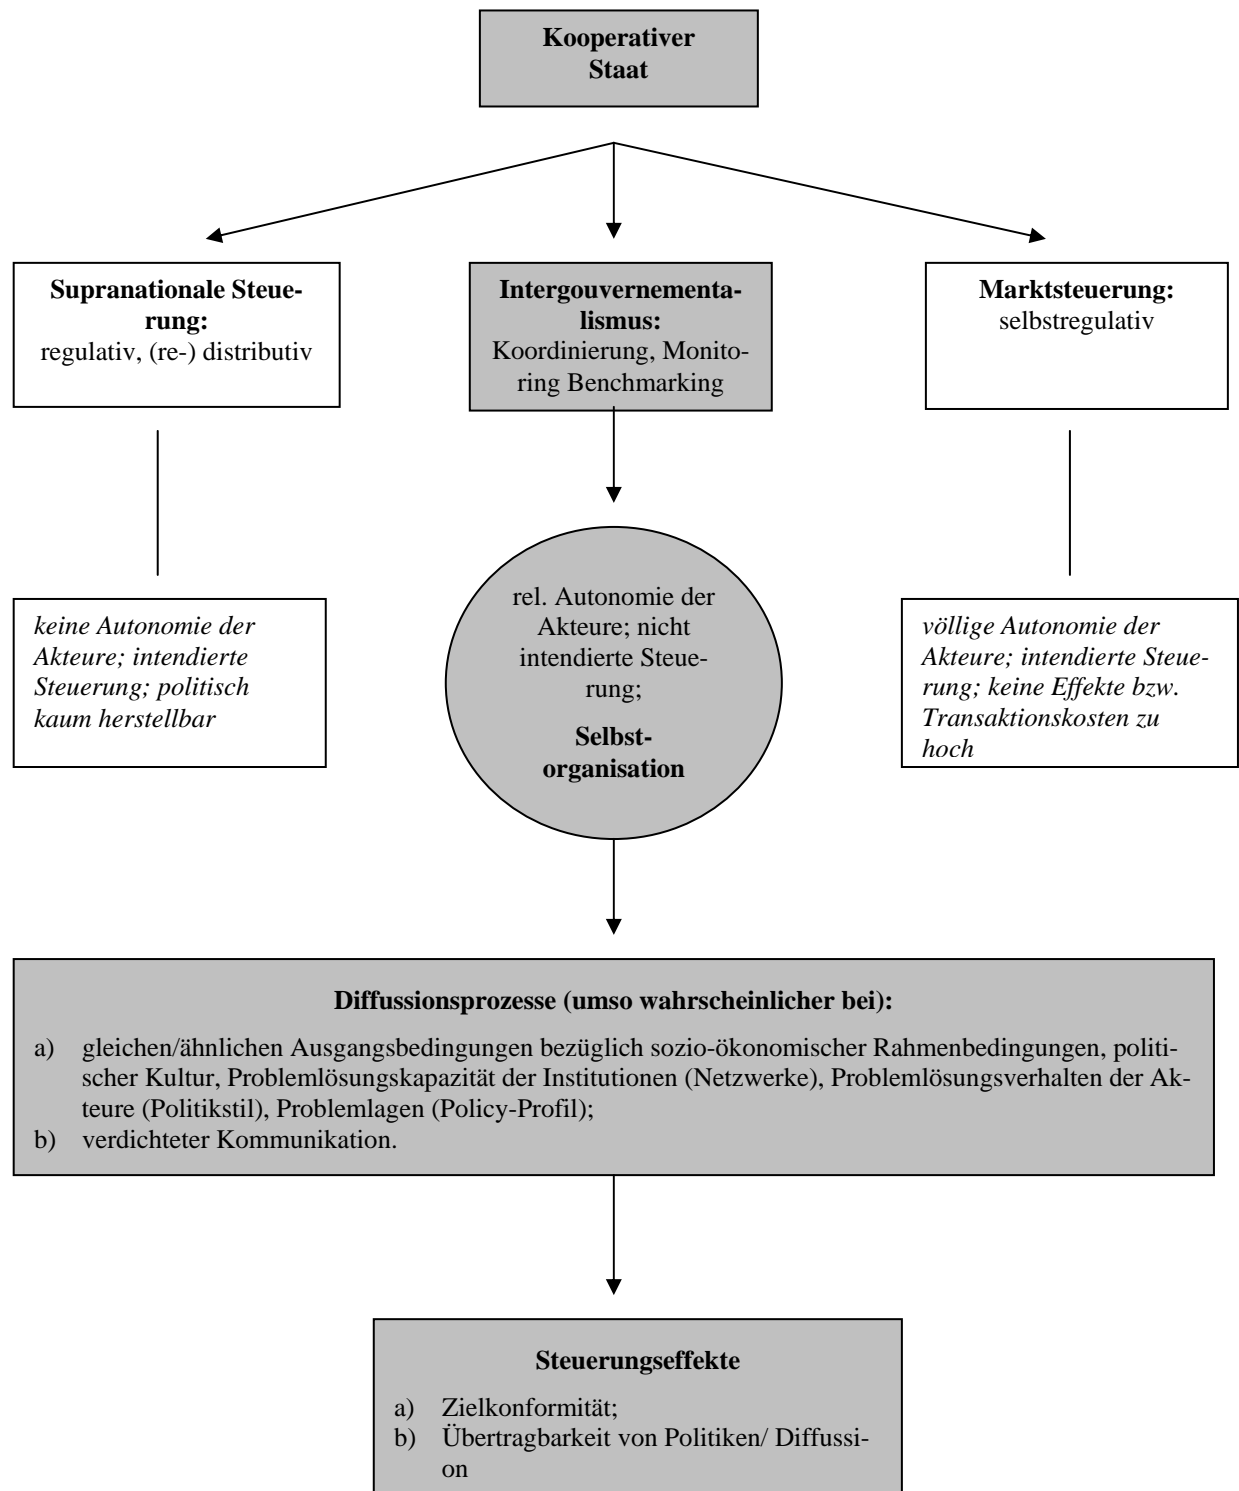 Kooperativer
Staat
Supranationale Steue-
rung:
regulativ, (re-) distributiv
Intergouvernementa-
lismus:
Koordinierung, Monito-
ring Benchmarking
Marktsteuerung:
selbstregulativ
keine Autonomie der
Akteure; intendierte
Steuerung; politisch
kaum herstellbar
rel. Autonomie der
Akteure; nicht
intendierte Steue-
rung;
Selbst-
organisation
völlige Autonomie der
Akteure; intendierte Steue-
rung; keine Effekte bzw.
Transaktionskosten zu
hoch
Diffussionsprozesse (umso wahrscheinlicher bei):
a) gleichen/ähnlichen Ausgangsbedingungen bezüglich sozio-ökonomischer Rahmenbedingungen, politi-
scher Kultur, Problemlösungskapazität der Institutionen (Netzwerke), Problemlösungsverhalten der Ak-
teure (Politikstil), Problemlagen (Policy-Profil);
b) verdichteter Kommunikation.
Steuerungseffekte
a) Zielkonformität;
b) Übertragbarkeit von Politiken/ Diffussi-
on